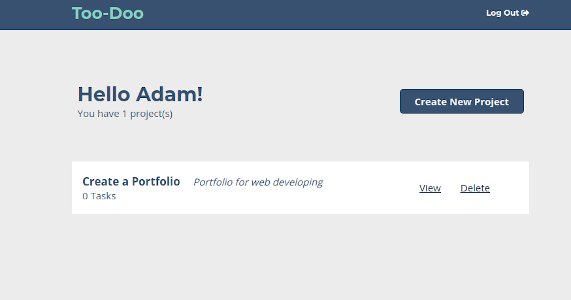 Too-Doo
Log Out
Hello Adam!
You have 1 project(s)
Create New Project
Create a Portfolio Portfolio for web developing
0 Tasks
View Delete